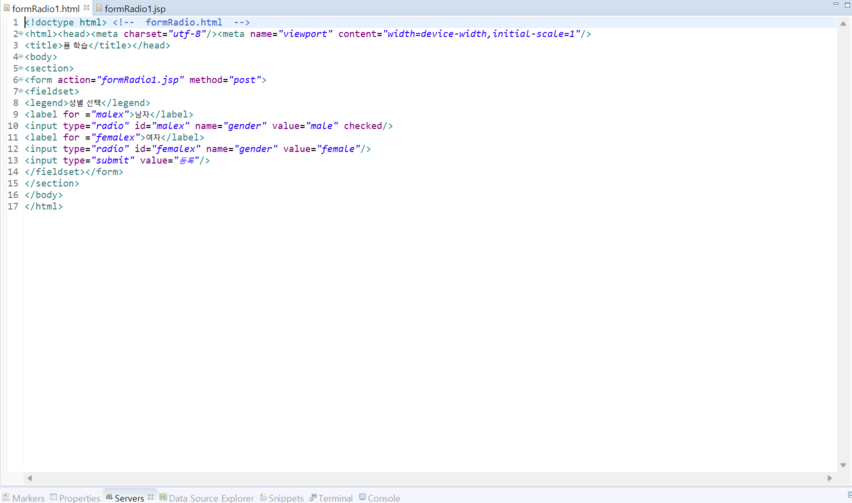 formRadio1.html formRadio1.jsp
1 <!doctype html> <!--  formRadio.html  -->
2 <html><head><meta charset="utf-8"/><meta name="viewport" content="width=device-width,initial-scale=1"/>
3 <title>폼 학습</title></head>
4 <body>
5 <section>
6 <form action="formRadio1.jsp" method="post">
7 <fieldset>
8 <legend>성별 선택</legend>
9 <label for ="malex">남자</label>
10 <input type="radio" id="malex" name="gender" value="male" checked/>
11 <label for ="femalex">여자</label>
12 <input type="radio" id="femalex" name="gender" value="female"/>
13 <input type="submit" value="등록"/>
14 </fieldset></form>
15 </section>
16 </body>
17 </html>
Markers Properties Servers Data Source Explorer Snippets Terminal Console